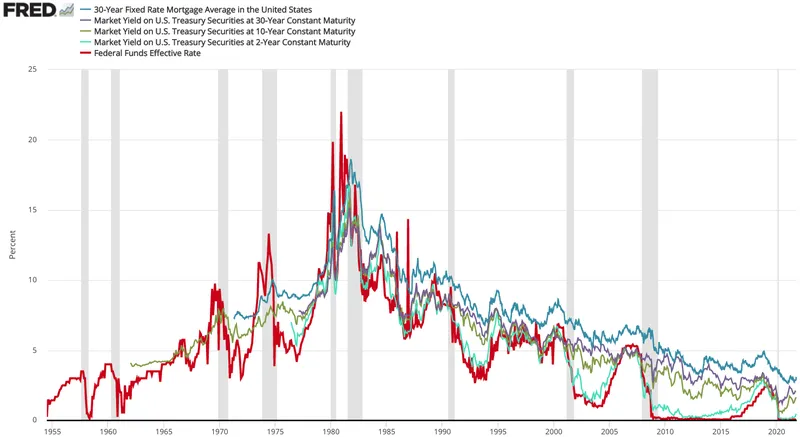 FRED
30-Year Fixed Rate Mortgage Average in the United States
Market Yield on U.S. Treasury Securities at 30-Year Constant Maturity
Market Yield on U.S. Treasury Securities at 10-Year Constant Maturity
Market Yield on U.S. Treasury Securities at 2-Year Constant Maturity
Federal Funds Effective Rate
25
20
15
10
5
0
Percent
1955 1960 1965 1970 1975 1980 1985 1990 1995 2000 2005 2010 2015 2020